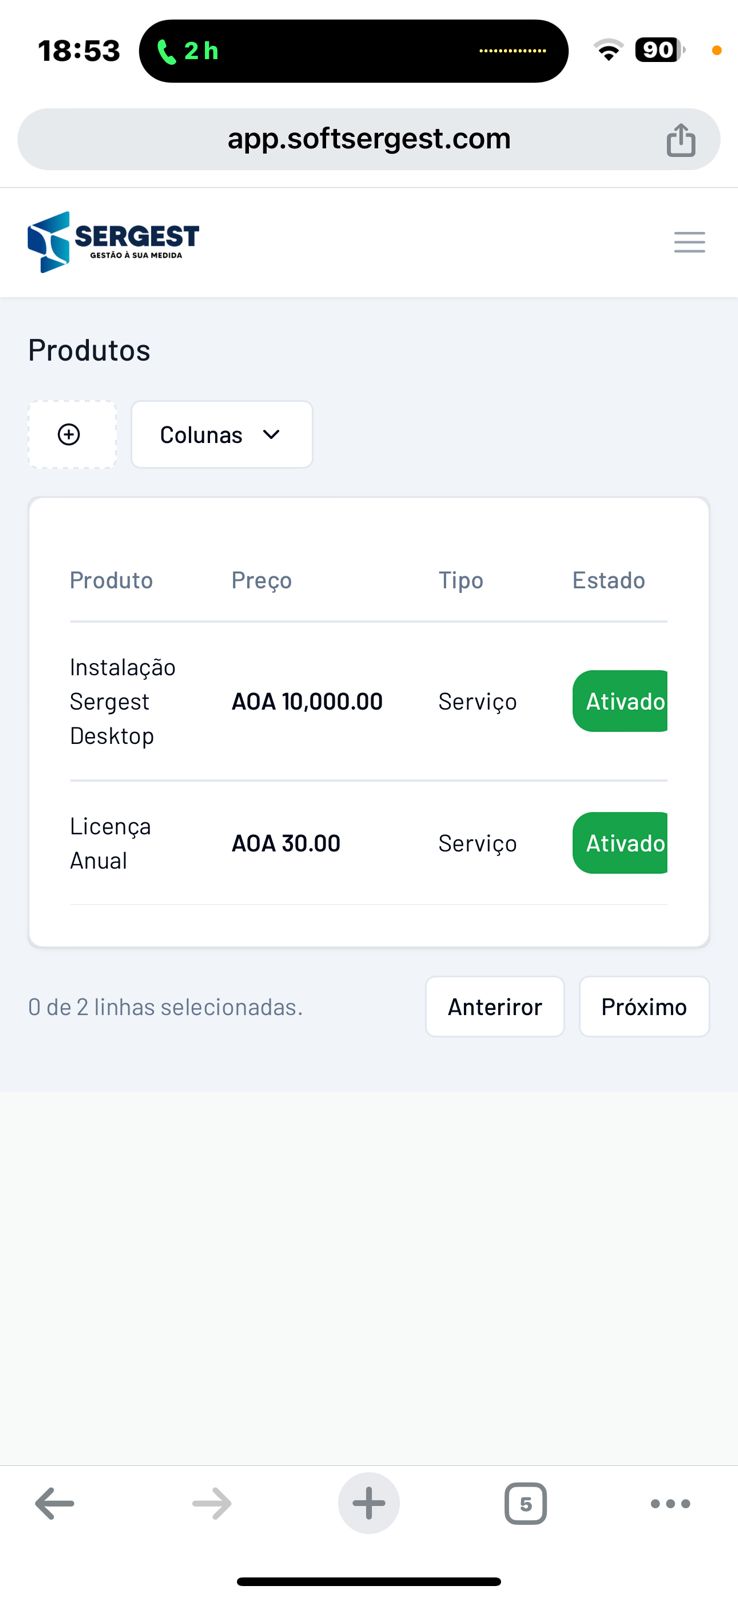 18:53
2 h
90
app.softsergest.com
SERGEST
GESTÃO À SUA MEDIDA
Produtos
Colunas
Produto Preço Tipo Estado
Instalação
Sergest
Desktop
AOA 10,000.00
Serviço
Ativado
Licença
Anual
AOA 30.00
Serviço
Ativado
0 de 2 linhas selecionadas.
Anteriror
Próximo
5